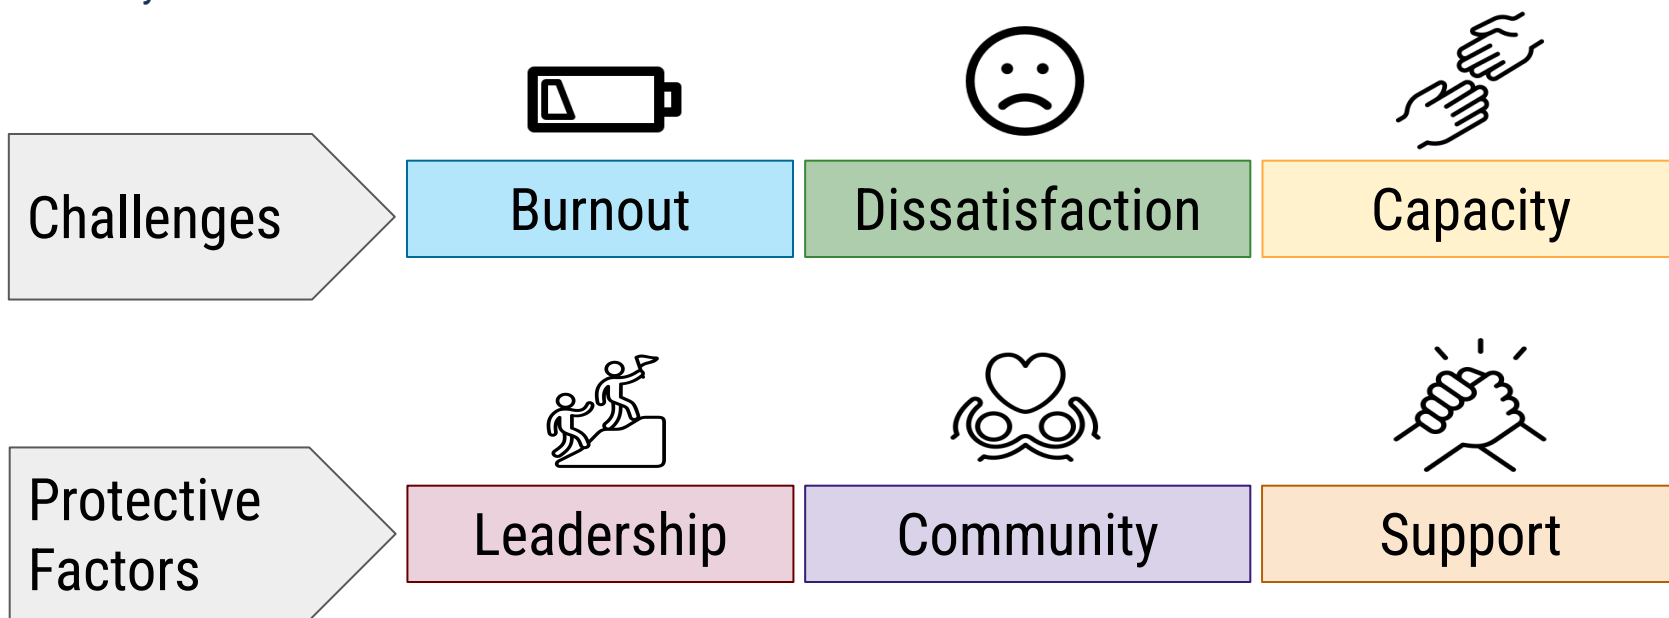 Challenges
Burnout
Dissatisfaction
Capacity
Protective
Factors
Leadership
Community
Support